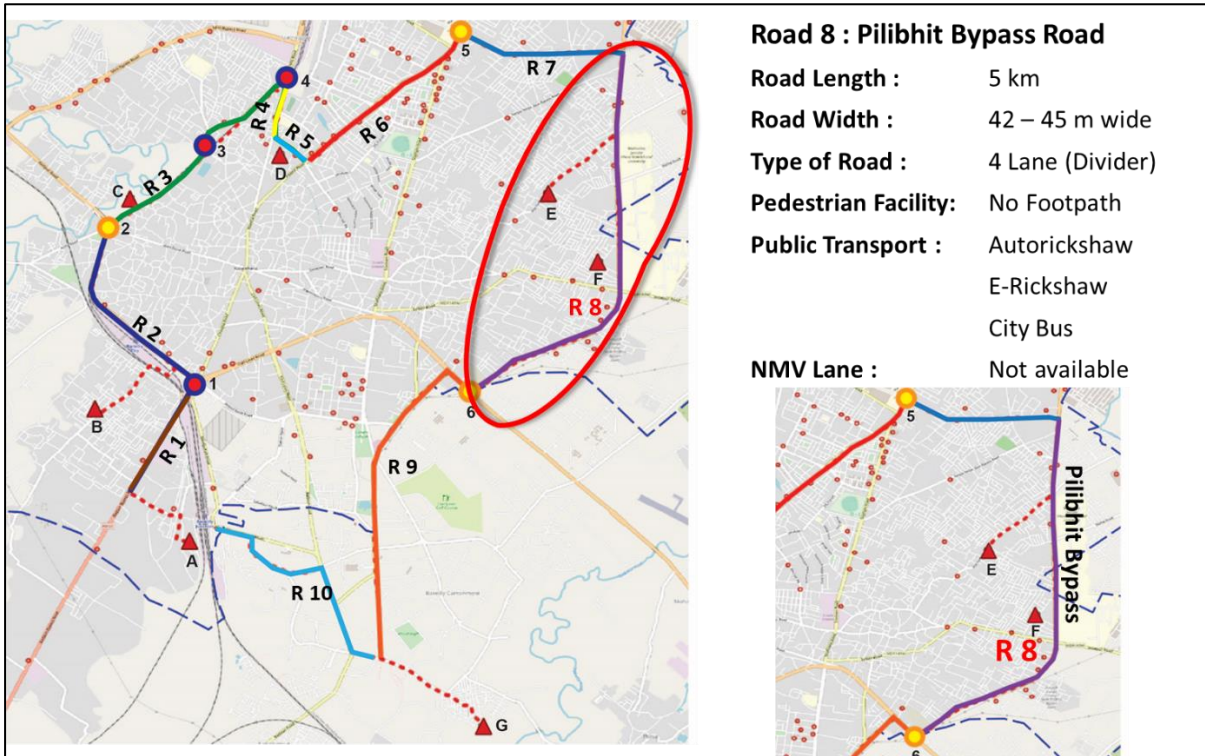 5
R 7
4
R 4
R 6
R 5
3
D
R 3
C
E
2
F
R 8
R 2
1
6
B
R 1
R 9
A
R 10
G
Road 8 : Pilibhit Bypass Road
Road Length : 5 km
Road Width : 42 – 45 m wide
Type of Road : 4 Lane (Divider)
Pedestrian Facility: No Footpath
Public Transport : Autorickshaw
E-Rickshaw
City Bus
NMV Lane : Not available
5
Pilibhit Bypass
E
F
R 8
6